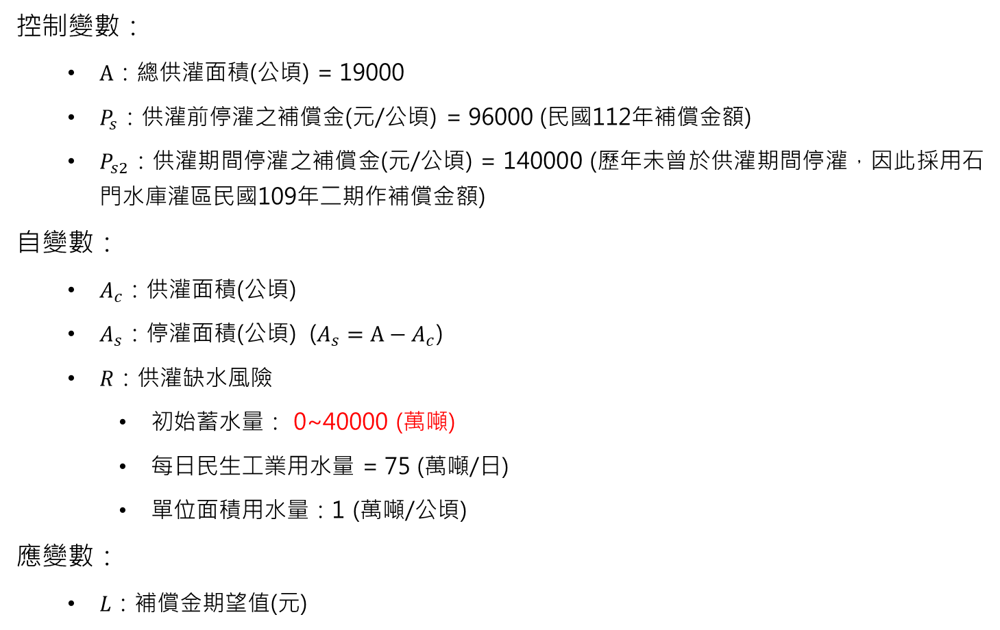 控制變數：
• A：總供灌面積(公頃) = 19000
• Pₛ：供灌前停灌之補償金(元/公頃) = 96000 (民國112年補償金額)
• Pₛ₂：供灌期間停灌之補償金(元/公頃) = 140000 (歷年未曾於供灌期間停灌，因此採用石
門水庫灌區民國109年二期作補償金額)
自變數：
• A_c：供灌面積(公頃)
• Aₛ：停灌面積(公頃) (Aₛ = A − A_c)
• R：供灌缺水風險
• 初始蓄水量： 0~40000 (萬噸)
• 每日民生工業用水量 = 75 (萬噸/日)
• 單位面積用水量：1 (萬噸/公頃)
應變數：
• L：補償金期望值(元)